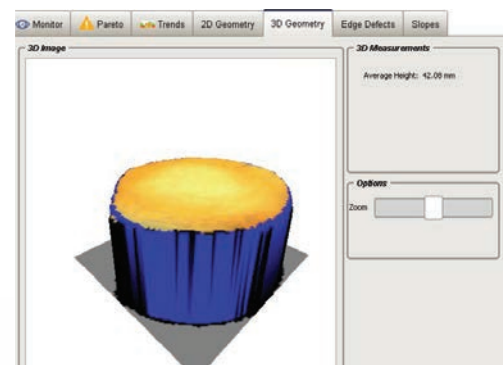 Monitor
Pareto
Trends
2D Geometry
3D Geometry
Edge Defects
Slopes
3D Image
3D Measurements
Average Height: 42.08 mm
Options
Zoom